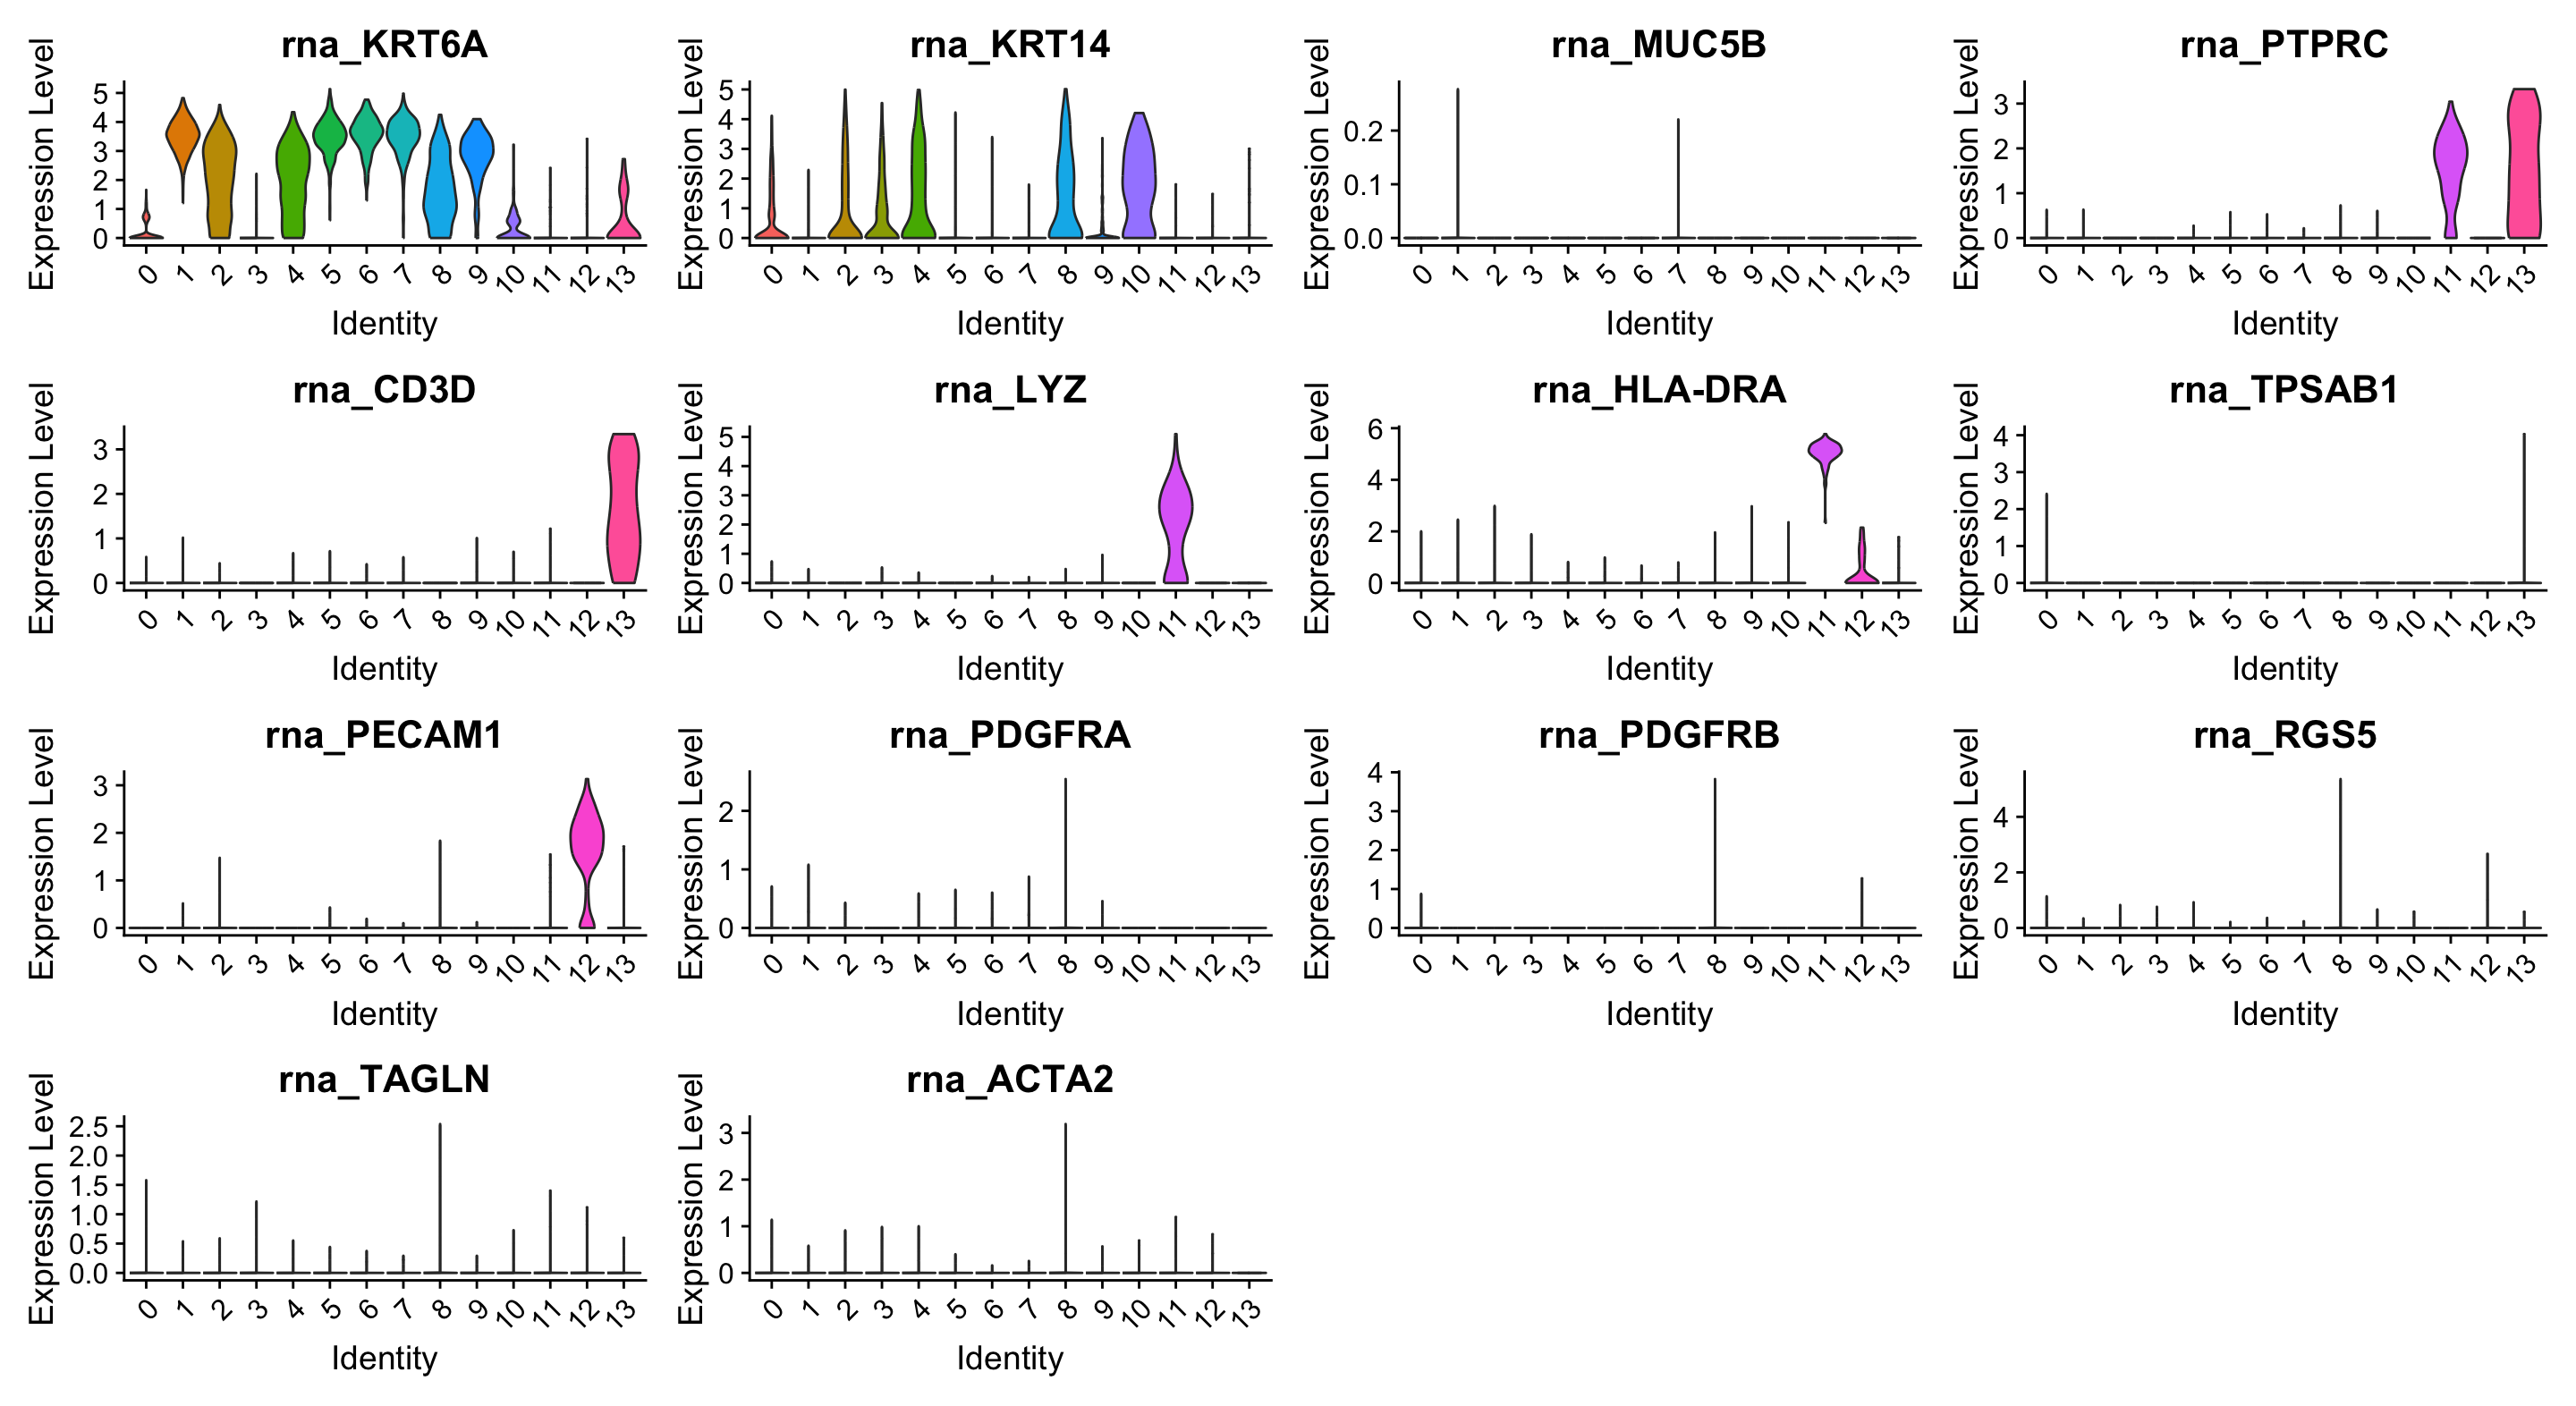 rna_KRT6A rna_KRT14 rna_MUC5B rna_PTPRC
Expression Level 5 4 3 2 1 0 Expression Level 5 4 3 2 1 0 Expression Level 0.2 0.1 0.0 Expression Level 3 2 1 0
0 1 2 3 4 5 6 7 8 9 10 11 12 13 0 1 2 3 4 5 6 7 8 9 10 11 12 13 0 1 2 3 4 5 6 7 8 9 10 11 12 13 0 1 2 3 4 5 6 7 8 9 10 11 12 13
Identity Identity Identity Identity
rna_CD3D rna_LYZ rna_HLA-DRA rna_TPSAB1
Expression Level 3 2 1 0 Expression Level 5 4 3 2 1 0 Expression Level 6 4 2 0 Expression Level 4 3 2 1 0
0 1 2 3 4 5 6 7 8 9 10 11 12 13 0 1 2 3 4 5 6 7 8 9 10 11 12 13 0 1 2 3 4 5 6 7 8 9 10 11 12 13 0 1 2 3 4 5 6 7 8 9 10 11 12 13
Identity Identity Identity Identity
rna_PECAM1 rna_PDGFRA rna_PDGFRB rna_RGS5
Expression Level 3 2 1 0 Expression Level 2 1 0 Expression Level 4 3 2 1 0 Expression Level 4 2 0
0 1 2 3 4 5 6 7 8 9 10 11 12 13 0 1 2 3 4 5 6 7 8 9 10 11 12 13 0 1 2 3 4 5 6 7 8 9 10 11 12 13 0 1 2 3 4 5 6 7 8 9 10 11 12 13
Identity Identity Identity Identity
rna_TAGLN rna_ACTA2
Expression Level 2.5 2.0 1.5 1.0 0.5 0.0 Expression Level 3 2 1 0
0 1 2 3 4 5 6 7 8 9 10 11 12 13 0 1 2 3 4 5 6 7 8 9 10 11 12 13
Identity Identity